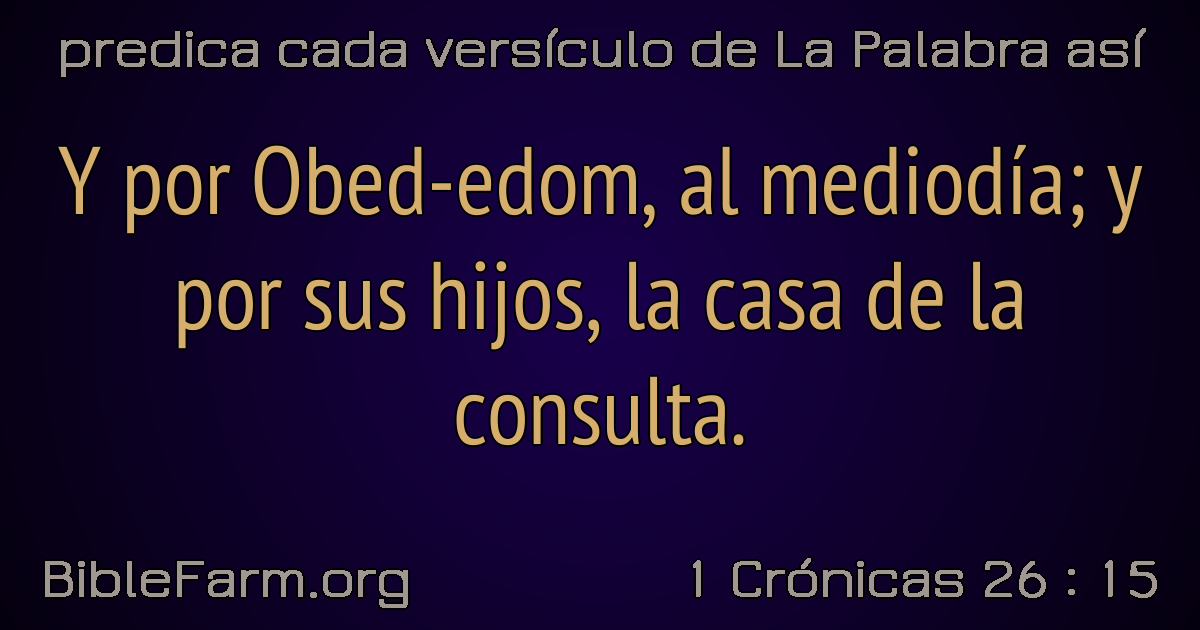 predica cada versículo de La Palabra así
Y por Obed-edom, al mediodía; y
por sus hijos, la casa de la
consulta.
BibleFarm.org
1 Crónicas 26 : 15